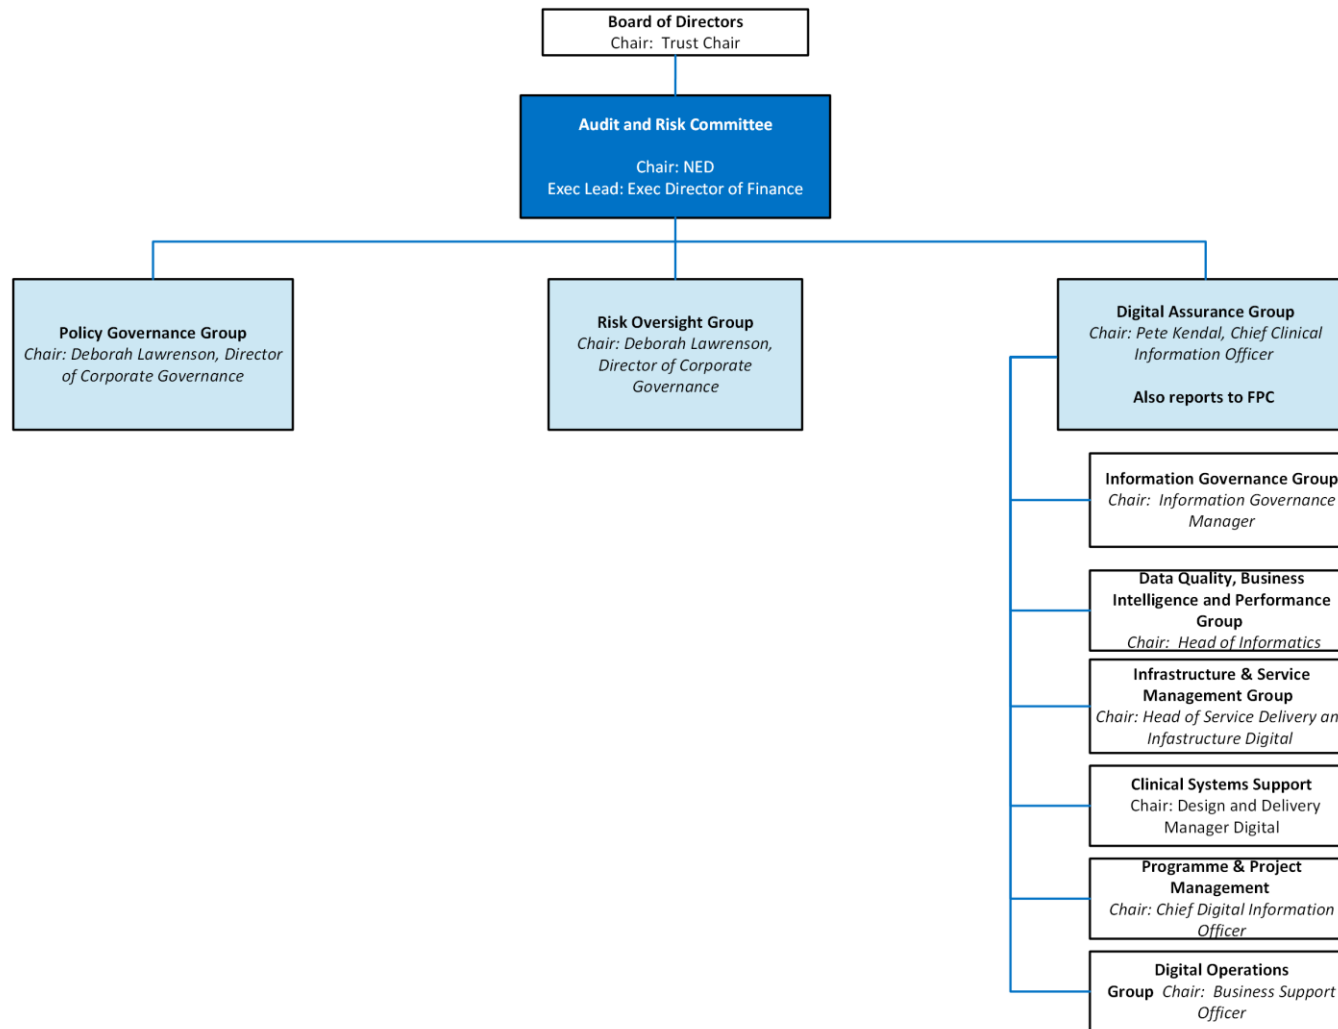 Board of Directors
Chair: Trust Chair
Audit and Risk Committee
Chair: NED
Exec Lead: Exec Director of Finance
Policy Governance Group
Chair: Deborah Lawrenson, Director
of Corporate Governance
Risk Oversight Group
Chair: Deborah Lawrenson,
Director of Corporate
Governance
Digital Assurance Group
Chair: Pete Kendal, Chief Clinical
Information Officer
Also reports to FPC
Information Governance Group
Chair: Information Governance
Manager
Data Quality, Business
Intelligence and Performance
Group
Chair: Head of Informatics
Infrastructure & Service
Management Group
Chair: Head of Service Delivery an
Infastructure Digital
Clinical Systems Support
Chair: Design and Delivery
Manager Digital
Programme & Project
Management
Chair: Chief Digital Information
Officer
Digital Operations
Group Chair: Business Support
Officer